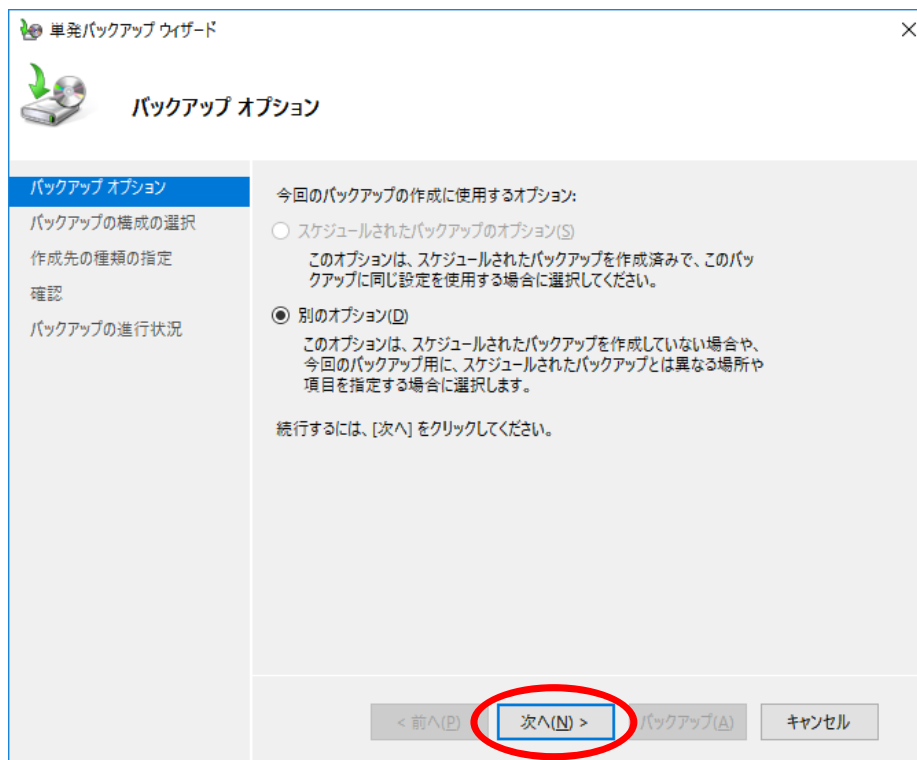 単発バックアップ ウィザード
バックアップ オプション
バックアップ オプション
バックアップの構成の選択
作成先の種類の指定
確認
バックアップの進行状況
今回のバックアップの作成に使用するオプション:
スケジュールされたバックアップのオプション(S)
このオプションは、スケジュールされたバックアップを作成済みで、このバッ
クアップに同じ設定を使用する場合に選択してください。
別のオプション(D)
このオプションは、スケジュールされたバックアップを作成していない場合や、
今回のバックアップ用に、スケジュールされたバックアップとは異なる場所や
項目を指定する場合に選択します。
続行するには、[次へ] をクリックしてください。
< 前へ(P)
次へ(N) >
バックアップ(A)
キャンセル